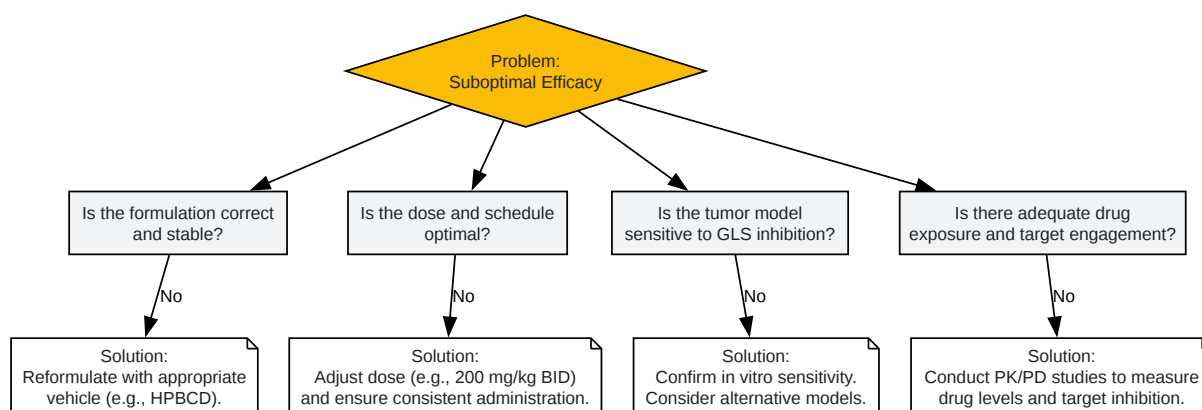 Problem:
Suboptimal Efficacy
Is the formulation correct
and stable?
Is the dose and schedule
optimal?
Is the tumor model
sensitive to GLS inhibition?
Is there adequate drug
exposure and target engagement?
No
No
No
No
Solution:
Reformulate with appropriate
vehicle (e.g., HPBCD).
Solution:
Adjust dose (e.g., 200 mg/kg BID)
and ensure consistent administration.
Solution:
Confirm in vitro sensitivity.
Consider alternative models.
Solution:
Conduct PK/PD studies to measure
drug levels and target inhibition.